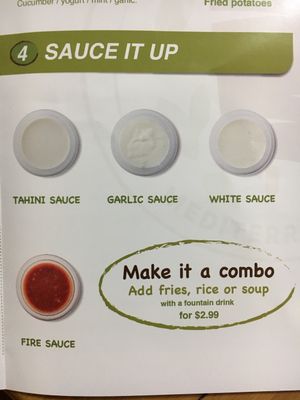 Cucumber / yogurt / mint / garlic.
Fried potatoes
4 SAUCE IT UP
TAHINI SAUCE
GARLIC SAUCE
WHITE SAUCE
FIRE SAUCE
Make it a combo
Add fries, rice or soup
with a fountain drink
for $2.99